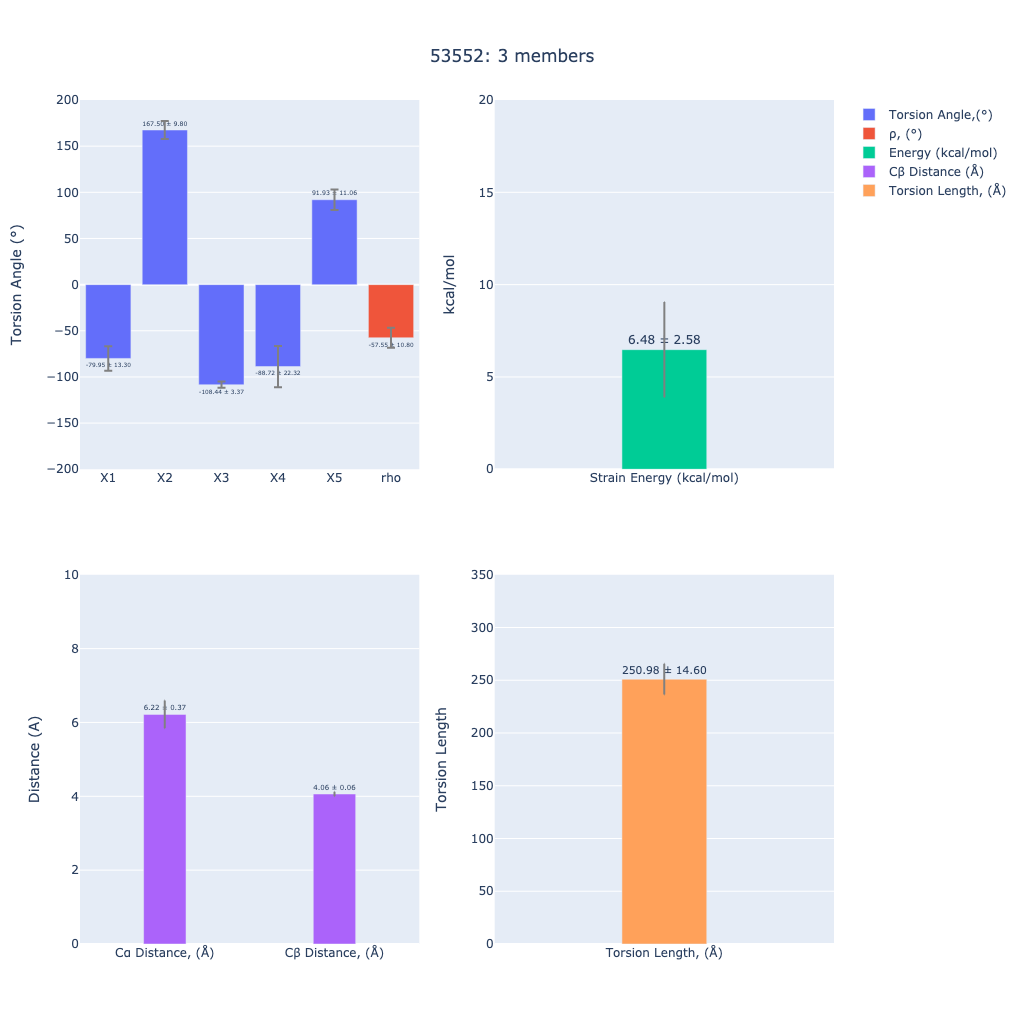 53552: 3 members
Torsion Angle (°)
200
150
100
50
0
−50
−100
−150
−200
-79.95 ± 13.30
167.50 ± 9.80
-108.44 ± 3.37
-88.72 ± 22.32
91.93 ± 11.06
-57.55 ± 10.80
X1 X2 X3 X4 X5 rho
kcal/mol
20
15
10
5
0
6.48 ± 2.58
Strain Energy (kcal/mol)
Torsion Angle,(°)
ρ, (°)
Energy (kcal/mol)
Cβ Distance (Å)
Torsion Length, (Å)
Distance (A)
10
8
6
4
2
0
6.22 ± 0.37
4.06 ± 0.06
Cα Distance, (Å) Cβ Distance, (Å)
Torsion Length
350
300
250
200
150
100
50
0
250.98 ± 14.60
Torsion Length, (Å)